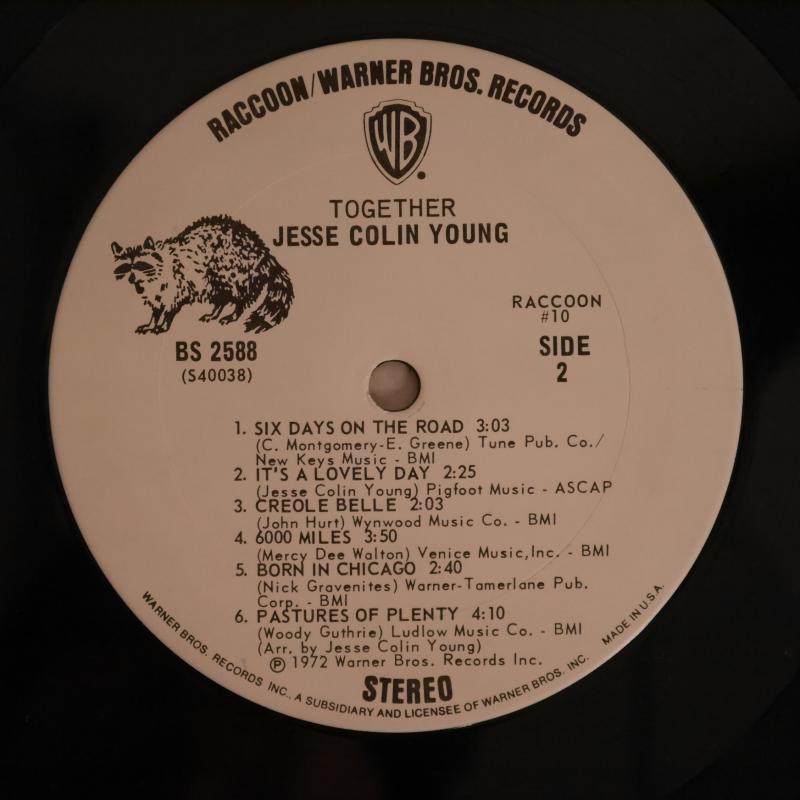 RACCOON/WARNER BROS. RECORDS
WB
TOGETHER
JESSE COLIN YOUNG
RACCOON
#10
BS 2588
(S40038)
SIDE
2
1. SIX DAYS ON THE ROAD 3:03
(C. Montgomery-E. Greene) Tune Pub. Co./
New Keys Music - BMI
2. IT'S A LOVELY DAY 2:25
(Jesse Colin Young) Pigfoot Music - ASCAP
3. CREOLE BELLE 2:03
(John Hurt) Wynwood Music Co. - BMI
4. 6000 MILES 3:50
(Mercy Dee Walton) Venice Music, Inc. - BMI
5. BORN IN CHICAGO 2:40
(Nick Gravenites) Warner-Tamerlane Pub.
Corp. - BMI
6. PASTURES OF PLENTY 4:10
(Woody Guthrie) Ludlow Music Co. - BMI
(Arr. by Jesse Colin Young)
℗ 1972 Warner Bros. Records Inc.
STEREO
WARNER BROS. RECORDS INC., A SUBSIDIARY AND LICENSEE OF WARNER BROS. INC. MADE IN U.S.A.